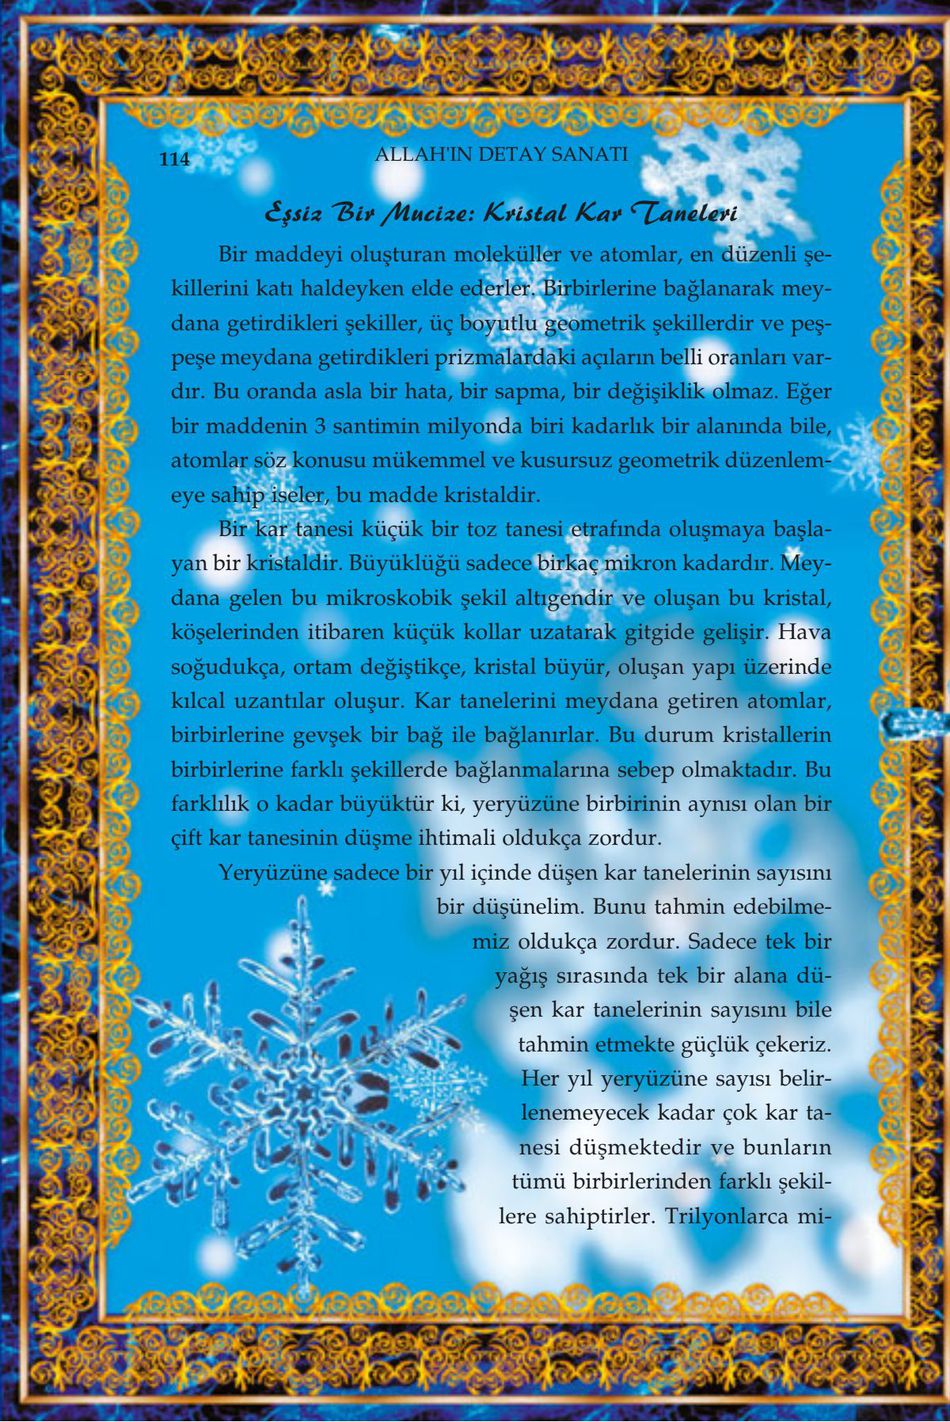 114
ALLAH'IN DETAY SANATI
Eşsiz Bir Mucize: Kristal Kar Taneleri
Bir maddeyi oluşturan moleküller ve atomlar, en düzenli şe-
killerini katı haldeyken elde ederler. Birbirlerine bağlanarak mey-
dana getirdikleri şekiller, üç boyutlu geometrik şekillerdir ve peş-
peşe meydana getirdikleri prizmalardaki açıların belli oranları var-
dır. Bu oranda asla bir hata, bir sapma, bir değişiklik olmaz. Eğer
bir maddenin 3 santimin milyonda biri kadarlık bir alanında bile,
atomlar söz konusu mükemmel ve kusursuz geometrik düzenlem-
eye sahip iseler, bu madde kristaldir.
Bir kar tanesi küçük bir toz tanesi etrafında oluşmaya başla-
yan bir kristaldir. Büyüklüğü sadece birkaç mikron kadardır. Mey-
dana gelen bu mikroskobik şekil altıgendir ve oluşan bu kristal,
köşelerinden itibaren küçük kollar uzatarak gitgide gelişir. Hava
soğudukça, ortam değiştikçe, kristal büyür, oluşan yapı üzerinde
kılcal uzantılar oluşur. Kar tanelerini meydana getiren atomlar,
birbirlerine gevşek bir bağ ile bağlanırlar. Bu durum kristallerin
birbirlerine farklı şekillerde bağlanmalarına sebep olmaktadır. Bu
farklılık o kadar büyüktür ki, yeryüzüne birbirinin aynısı olan bir
çift kar tanesinin düşme ihtimali oldukça zordur.
Yeryüzüne sadece bir yıl içinde düşen kar tanelerinin sayısını
bir düşünelim. Bunu tahmin edebilme-
miz oldukça zordur. Sadece tek bir
yağış sırasında tek bir alana dü-
şen kar tanelerinin sayısını bile
tahmin etmekte güçlük çekeriz.
Her yıl yeryüzüne sayısı belir-
lenemeyecek kadar çok kar ta-
nesi düşmektedir ve bunların
tümü birbirlerinden farklı şekil-
lere sahiptirler. Trilyonlarca mi-